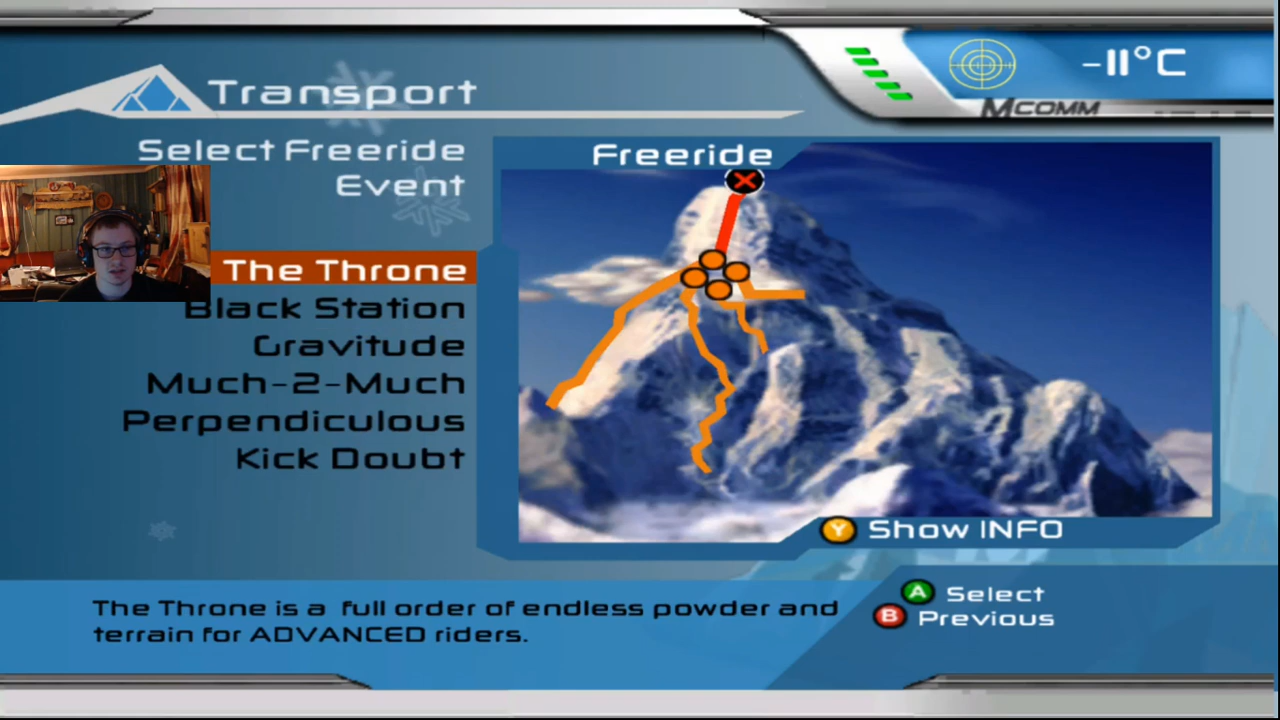 Transport
-11°C
MCOMM
Select Freeride
Event
Freeride
The Throne
Black Station
Gravitude
Much-2-Much
Perpendiculous
Kick Doubt
Y Show INFO
The Throne is a full order of endless powder and
terrain for ADVANCED riders.
A Select
B Previous